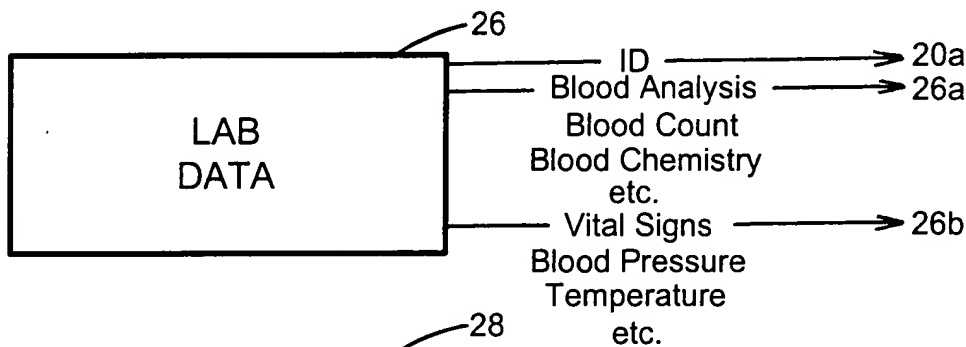 26
LAB
DATA
ID 20a
Blood Analysis 26a
Blood Count
Blood Chemistry
etc.
Vital Signs 26b
Blood Pressure
Temperature
etc.
28